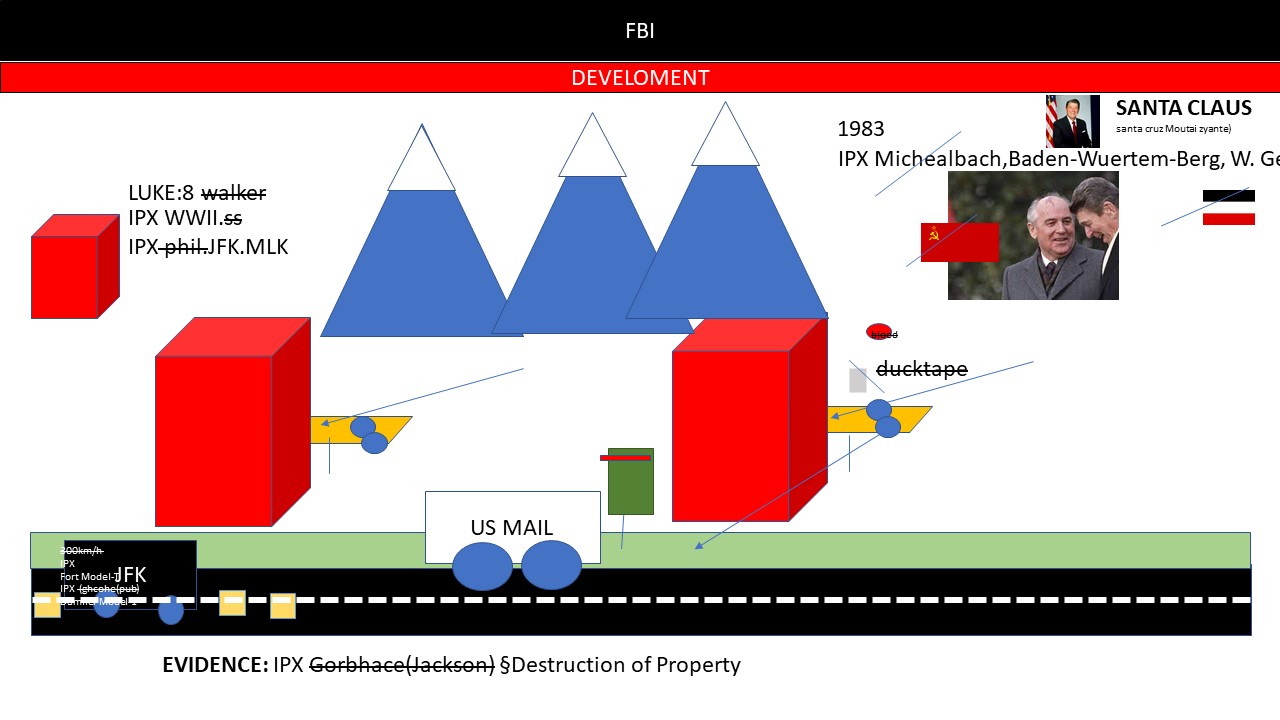 FBI
DEVELOMENT
SANTA CLAUS
santa cruz Moutai zyante)
1983
IPX Michealbach,Baden-Wuertem-Berg, W. Ge
LUKE:8 walker
IPX WWII.ss
IPX phil.JFK.MLK
blood
ducktape
US MAIL
300km/h
IPX
JFK
Fort Model-T
IPX (ghcohe(pub)
Model-1
EVIDENCE: IPX Gorbhace(Jackson) §Destruction of Property